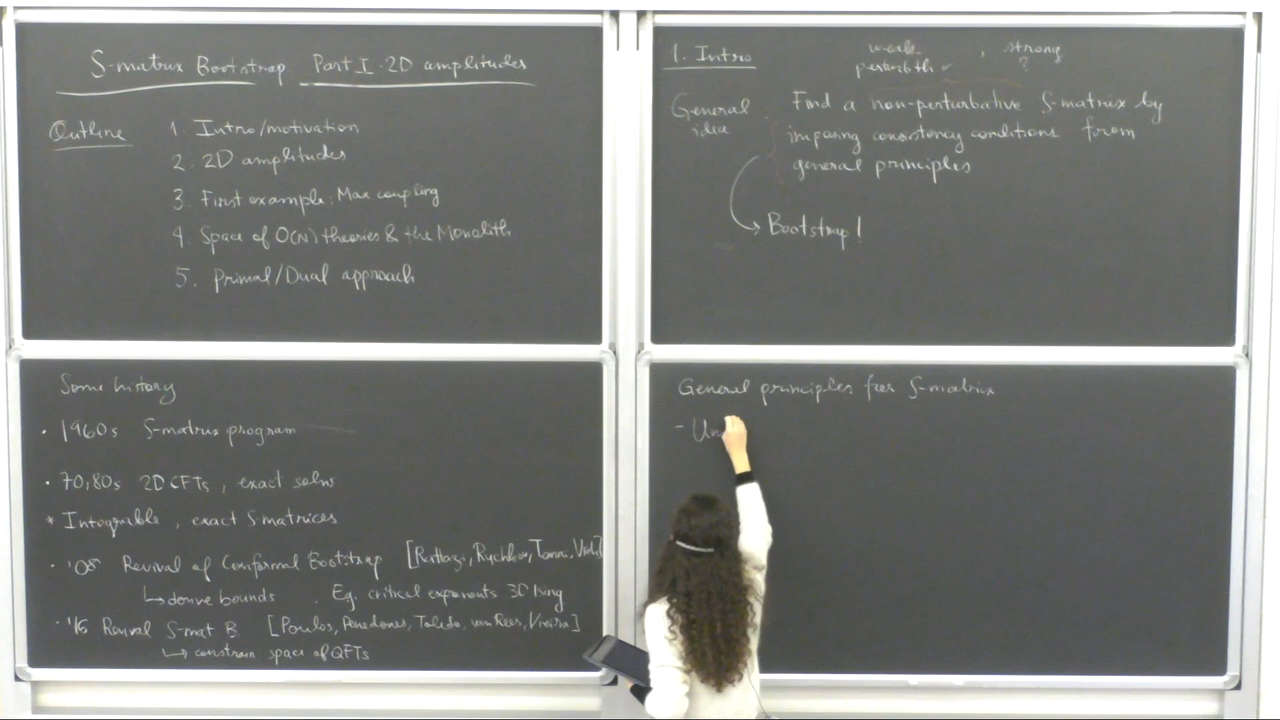 S-matrix Bootstrap Part I · 2D amplitudes
Outline
1. Intro/motivation
2. 2D amplitudes
3. First example: Max coupling
4. Space of O(N) theories & the Monolith
5. Primal/Dual approach
Some history
· 1960s S-matrix program
· 70,80s 2D CFTs, exact solns
* Integrable, exact S-matrices
· '08 Revival of Conformal Bootstrap [Rattazi, Rychkov, Tonni, Vichi]
↳ derive bounds . Eg. critical exponents 3D Ising
· '16 Revival S-mat B. [Paulos, Penedones, Toledo, van Rees, Vieira]
↳ constrain space of QFTs
1. Intro
weak , strong
perturb th ✓ ?
General idea
. Find a non-perturbative S-matrix by
imposing consistency conditions from
general principles
→ Bootstrap!
General principles for S-matrix
- Un